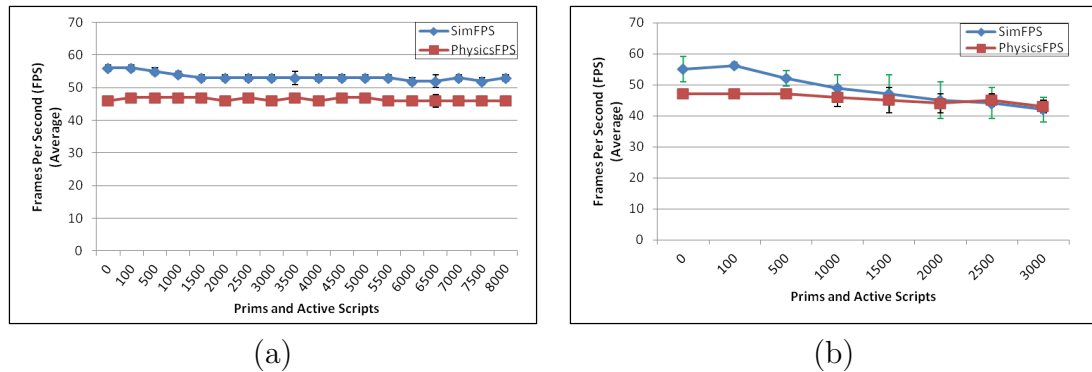 70
60
50
40
30
20
10
0
Frames Per Second (FPS)
(Average)
SimFPS
PhysicsFPS
0 100 500 1000 1500 2000 2500 3000 3500 4000 4500 5000 5500 6000 6500 7000 7500 8000
Prims and Active Scripts
(a)
70
60
50
40
30
20
10
0
Frames Per Second (FPS)
(Average)
SimFPS
PhysicsFPS
0 100 500 1000 1500 2000 2500 3000
Prims and Active Scripts
(b)